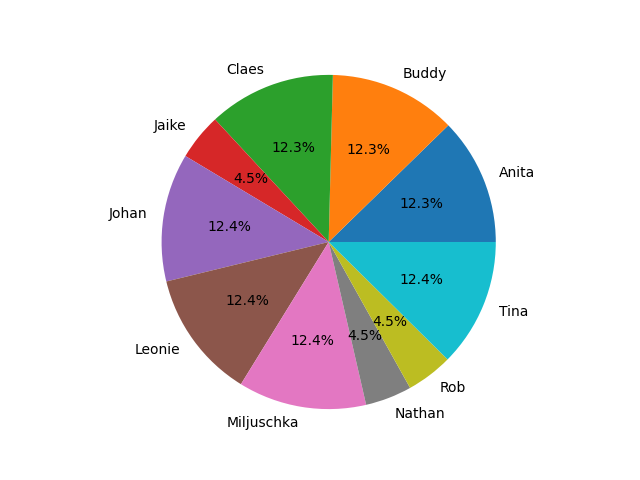 Claes
Buddy
Jaike
12.3%
12.3%
Anita
4.5%
12.3%
Johan
12.4%
12.4%
12.4%
4.5%
4.5%
12.4%
Tina
Leonie
Rob
Nathan
Miljuschka